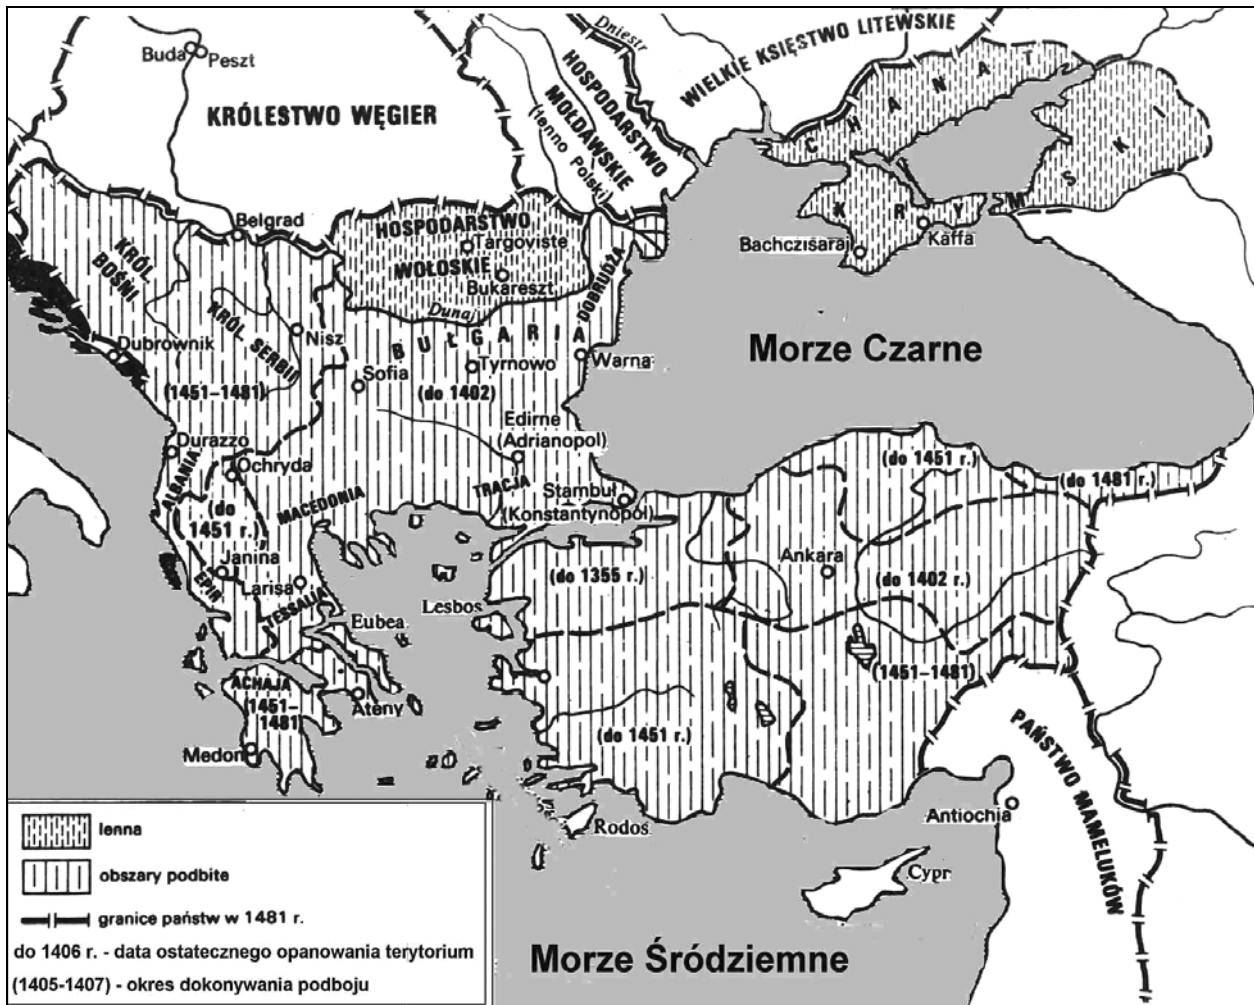 Dniestr
WIELKIE KSIĘSTWO LITEWSKIE
Buda
Peszt
KRÓLESTWO WĘGIER
HOSPODARSTWO
MOŁDAWSKIE
(lenno Polski)
CHANAT
KRYMSKI
Belgrad
HOSPODARSTWO
Targoviste
WOŁOSKIE
Bukareszt
Dunaj
DOBRUDŻA
Bachcziśaraj
Kaffa
KRÓL.
BOŚNI
KRÓL. SERBII
Dubrownik
Nisz
BUŁGARIA
Morze Czarne
Warna
Sofia
Tyrnowo
(1451–1481)
(do 1402)
Edirne
(Adrianopol)
Durazzo
Ochryda
ALBANIA
MACEDONIA
TRACJA
Stambuł
(Konstantynopol)
(do 1451 r.)
(do 1481 r.)
(do
1451 r.)
Janina
EPIR
Larisa
TESSALIA
(do 1355 r.)
Ankara
(do 1402 r.)
Lesbos
Eubea
ACHAJA
1451–
1481)
Ateny
(1451–1481)
(do 1451 r.)
Medon
PAŃSTWO MAMELUKÓW
Antiochia
Rodos
Cypr
Morze Śródziemne
lenna
obszary podbite
granice państw w 1481 r.
do 1406 r. - data ostatecznego opanowania terytorium
(1405-1407) - okres dokonywania podboju